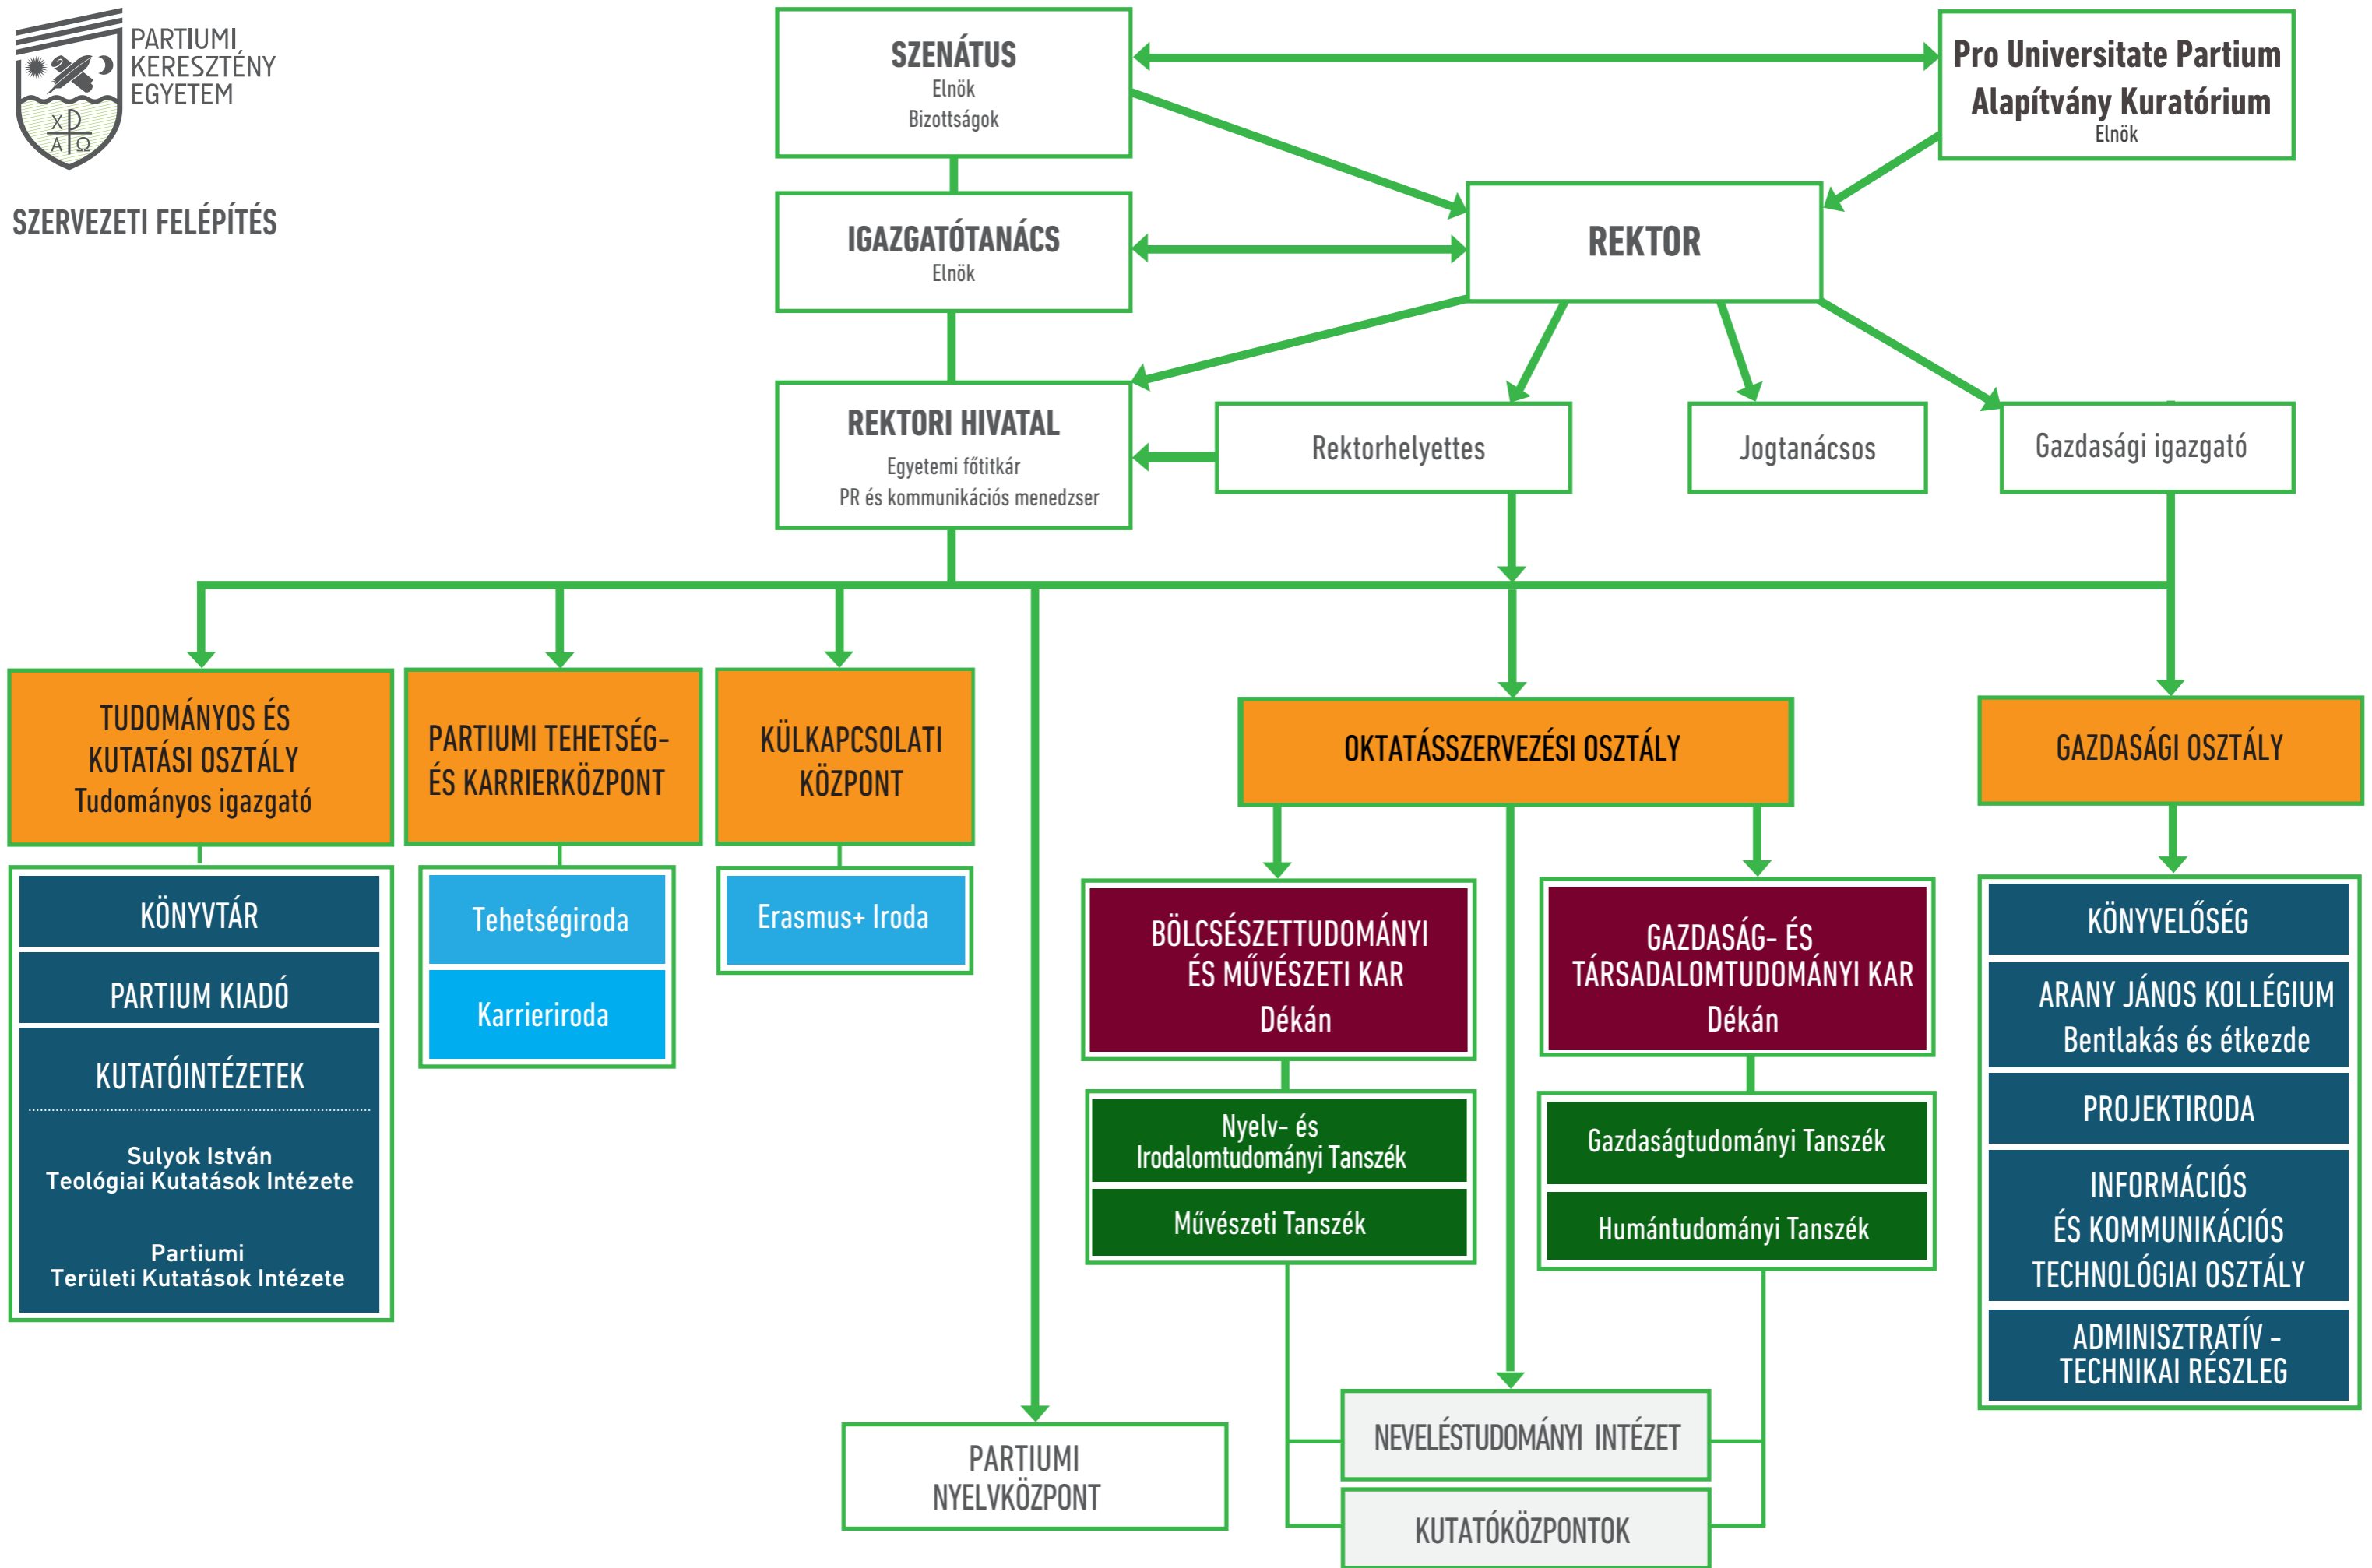 PARTIUMI
KERESZTÉNY
EGYETEM
X P
A Ω
SZERVEZETI FELÉPÍTÉS
SZENÁTUS
Elnök
Bizottságok
Pro Universitate Partium
Alapítvány Kuratórium
Elnök
IGAZGATÓTANÁCS
Elnök
REKTOR
REKTORI HIVATAL
Egyetemi főtitkár
PR és kommunikációs menedzser
Rektorhelyettes
Jogtanácsos
Gazdasági igazgató
TUDOMÁNYOS ÉS
KUTATÁSI OSZTÁLY
Tudományos igazgató
PARTIUMI TEHETSÉG-
ÉS KARRIERKÖZPONT
KÜLKAPCSOLATI
KÖZPONT
OKTATÁSSZERVEZÉSI OSZTÁLY
GAZDASÁGI OSZTÁLY
KÖNYVTÁR
PARTIUM KIADÓ
KUTATÓINTÉZETEK
Sulyok István
Teológiai Kutatások Intézete
Partiumi
Területi Kutatások Intézete
Tehetségiroda
Karrieriroda
Erasmus+ Iroda
BÖLCSÉSZETTUDOMÁNYI
ÉS MŰVÉSZETI KAR
Dékán
GAZDASÁG- ÉS
TÁRSADALOMTUDOMÁNYI KAR
Dékán
Nyelv- és
Irodalomtudományi Tanszék
Művészeti Tanszék
Gazdaságtudományi Tanszék
Humántudományi Tanszék
KÖNYVELŐSÉG
ARANY JÁNOS KOLLÉGIUM
Bentlakás és étkezde
PROJEKTIRODA
INFORMÁCIÓS
ÉS KOMMUNIKÁCIÓS
TECHNOLÓGIAI OSZTÁLY
ADMINISZTRATÍV -
TECHNIKAI RÉSZLEG
PARTIUMI
NYELVKÖZPONT
NEVELÉSTUDOMÁNYI INTÉZET
KUTATÓKÖZPONTOK